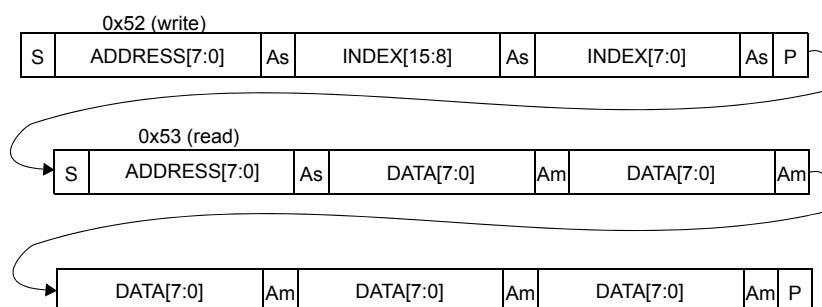 0x52 (write)
S ADDRESS[7:0] As INDEX[15:8] As INDEX[7:0] As P
0x53 (read)
S ADDRESS[7:0] As DATA[7:0] Am DATA[7:0] Am
DATA[7:0] Am DATA[7:0] Am DATA[7:0] Am P